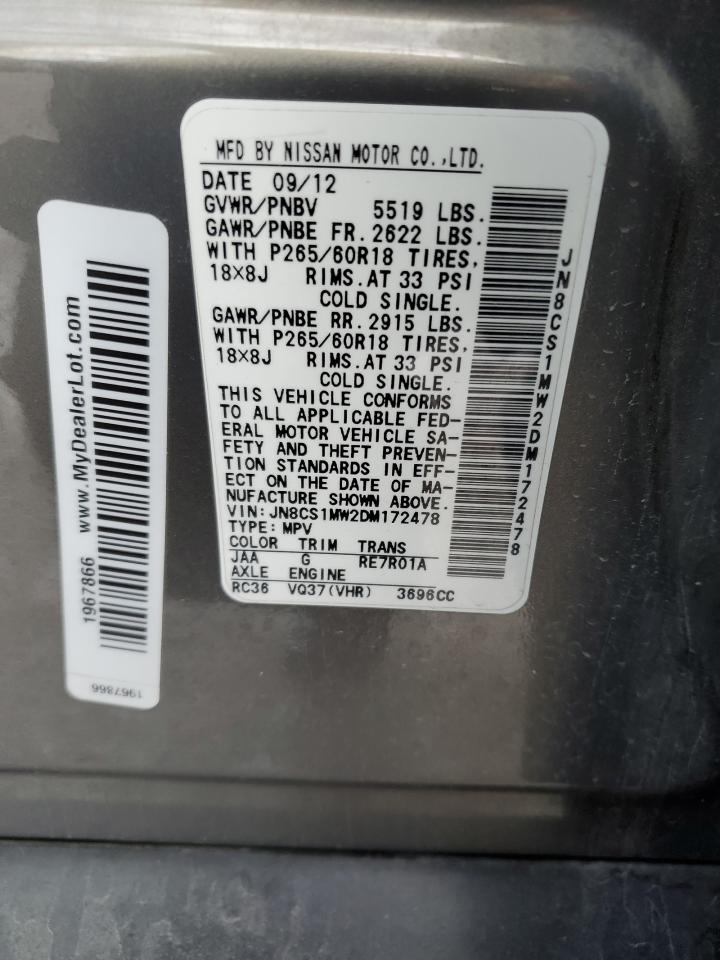 MFD BY NISSAN MOTOR CO.,LTD.
DATE 09/12
GVWR/PNBV 5519 LBS.
GAWR/PNBE FR. 2622 LBS.
WITH P265/60R18 TIRES,
18X8J RIMS.AT 33 PSI
COLD SINGLE.
GAWR/PNBE RR. 2915 LBS.
WITH P265/60R18 TIRES,
18X8J RIMS.AT 33 PSI
COLD SINGLE.
THIS VEHICLE CONFORMS
TO ALL APPLICABLE FED-
ERAL MOTOR VEHICLE SA-
FETY AND THEFT PREVEN-
TION STANDARDS IN EFF-
ECT ON THE DATE OF MA-
NUFACTURE SHOWN ABOVE.
VIN: JN8CS1MW2DM172478
TYPE: MPV
COLOR TRIM TRANS
JAA G RE7R01A
AXLE ENGINE
RC36 VQ37(VHR) 3696CC
JN8CS1MW2DM172478
www.MyDealerLot.com
1967866
1967866